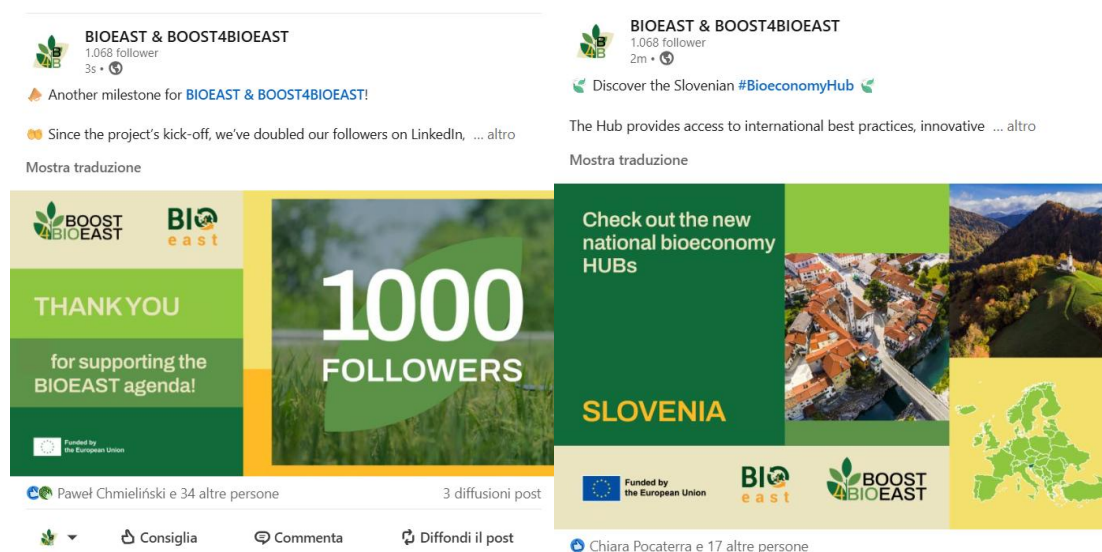 BIOEAST & BOOST4BIOEAST
1.068 follower
3s •
Another milestone for BIOEAST & BOOST4BIOEAST!
Since the project's kick-off, we've doubled our followers on LinkedIn, ... altro
Mostra traduzione
BOOST
4BIOEAST
BIO
east
THANK YOU
for supporting the
BIOEAST agenda!
Funded by
the European Union
1000
FOLLOWERS
Paweł Chmieliński e 34 altre persone
3 diffusioni post
Consiglia
Commenta
Diffondi il post
BIOEAST & BOOST4BIOEAST
1.068 follower
2m •
Discover the Slovenian #BioeconomyHub
The Hub provides access to international best practices, innovative ... altro
Mostra traduzione
Check out the new
national bioeconomy
HUBs
SLOVENIA
Funded by
the European Union
BIO
east
BOOST
4BIOEAST
Chiara Pocaterra e 17 altre persone